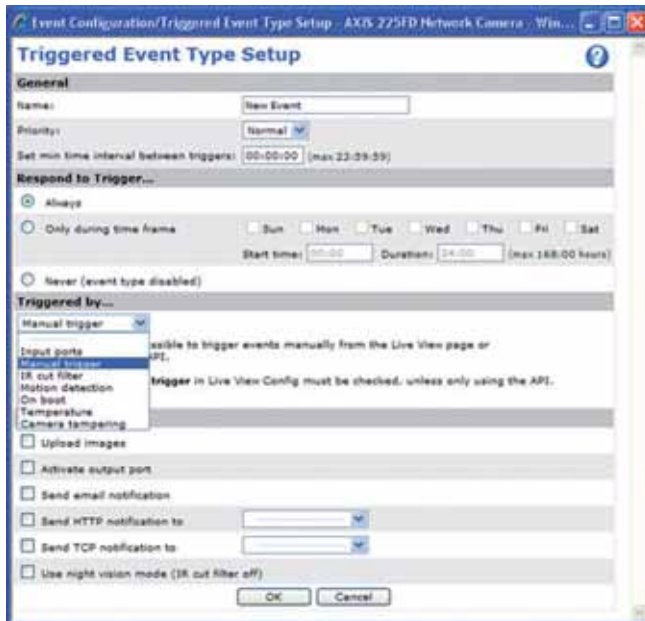 Event Configuration/Triggered Event Type Setup - AXIS 225FD Network Camera - Win...
Triggered Event Type Setup
?
General
Name:
New Event
Priority:
Normal
Set min time interval between triggers: 00:00:00 (max 23:59:59)
Respond to Trigger...
Always
Only during time frame
Sun Mon Tue Wed Thu Fri Sat
Start time: 00:00 Duration: 24:00 (max 168:00 hours)
Never (event type disabled)
Triggered by...
Manual trigger
ssible to trigger events manually from the Live View page or
Input ports
API.
Manual trigger
IR cut filter
trigger in Live View Config must be checked, unless only using the API.
Motion detection
On boot
Temperature
Camera tampering
Upload images
Activate output port
Send email notification
Send HTTP notification to
Send TCP notification to
Use night vision mode (IR cut filter off)
OK Cancel